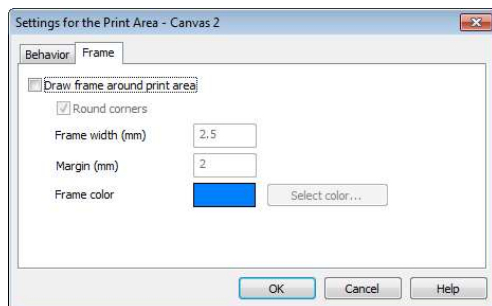 Settings for the Print Area - Canvas 2
Behavior Frame
Draw frame around print area
Round corners
Frame width (mm) 2.5
Margin (mm) 2
Frame color Select color...
OK Cancel Help